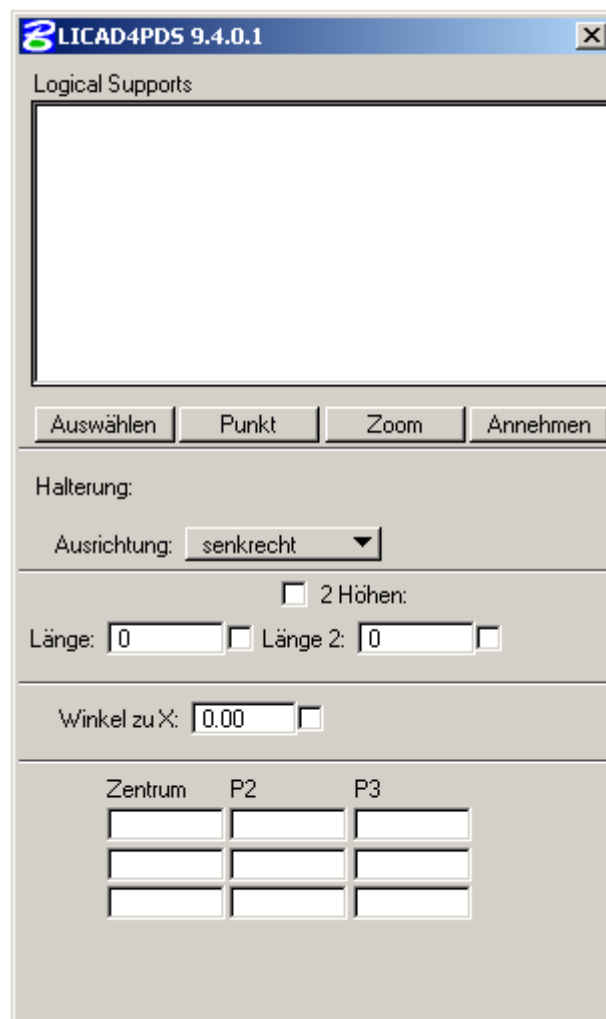 LICAD4PDS 9.4.0.1
Logical Supports
Auswählen Punkt Zoom Annehmen
Halterung:
Ausrichtung: senkrecht
2 Höhen:
Länge: 0 Länge 2: 0
Winkel zu X: 0.00
Zentrum P2 P3